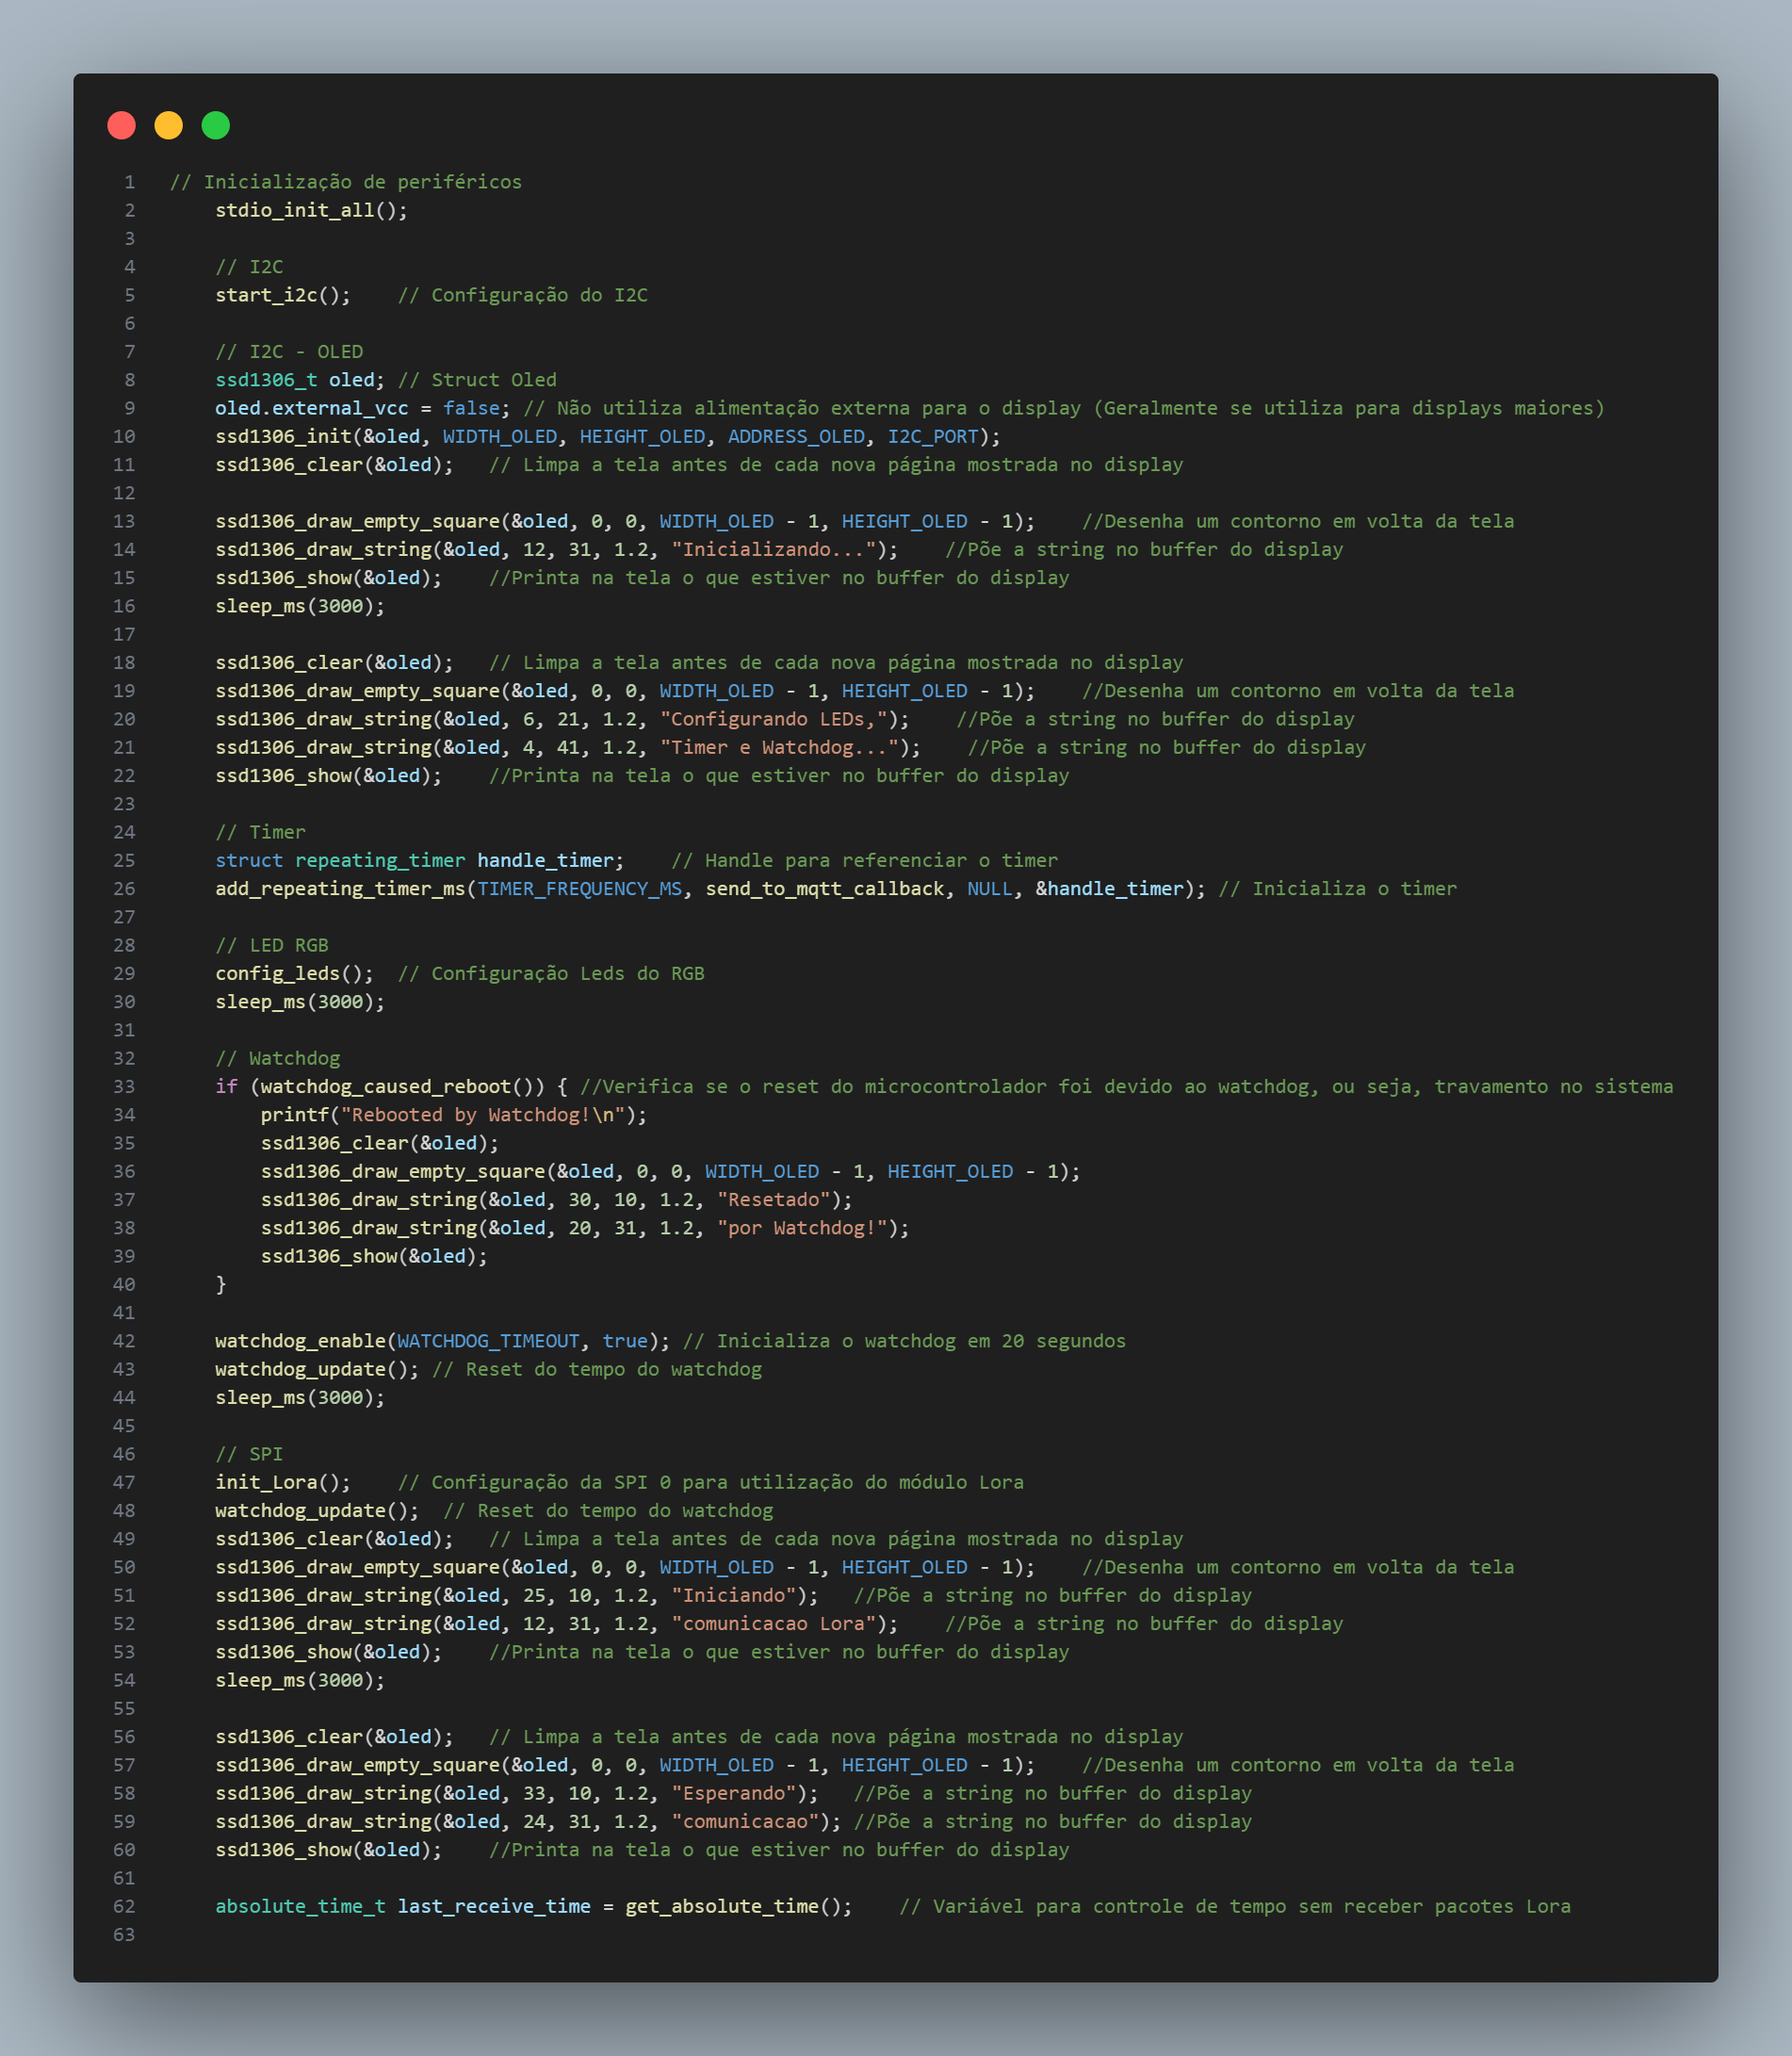 1 // Inicialização de periféricos
2     stdio_init_all();
3
4     // I2C
5     start_i2c();    // Configuração do I2C
6
7     // I2C - OLED
8     ssd1306_t oled; // Struct Oled
9     oled.external_vcc = false; // Não utiliza alimentação externa para o display (Geralmente se utiliza para displays maiores)
10     ssd1306_init(&oled, WIDTH_OLED, HEIGHT_OLED, ADDRESS_OLED, I2C_PORT);
11     ssd1306_clear(&oled);   // Limpa a tela antes de cada nova página mostrada no display
12
13     ssd1306_draw_empty_square(&oled, 0, 0, WIDTH_OLED - 1, HEIGHT_OLED - 1);    //Desenha um contorno em volta da tela
14     ssd1306_draw_string(&oled, 12, 31, 1.2, "Inicializando...");    //Põe a string no buffer do display
15     ssd1306_show(&oled);    //Printa na tela o que estiver no buffer do display
16     sleep_ms(3000);
17
18     ssd1306_clear(&oled);   // Limpa a tela antes de cada nova página mostrada no display
19     ssd1306_draw_empty_square(&oled, 0, 0, WIDTH_OLED - 1, HEIGHT_OLED - 1);    //Desenha um contorno em volta da tela
20     ssd1306_draw_string(&oled, 6, 21, 1.2, "Configurando LEDs,");    //Põe a string no buffer do display
21     ssd1306_draw_string(&oled, 4, 41, 1.2, "Timer e Watchdog...");    //Põe a string no buffer do display
22     ssd1306_show(&oled);    //Printa na tela o que estiver no buffer do display
23
24     // Timer
25     struct repeating_timer handle_timer;    // Handle para referenciar o timer
26     add_repeating_timer_ms(TIMER_FREQUENCY_MS, send_to_mqtt_callback, NULL, &handle_timer); // Inicializa o timer
27
28     // LED RGB
29     config_leds();  // Configuração Leds do RGB
30     sleep_ms(3000);
31
32     // Watchdog
33     if (watchdog_caused_reboot()) { //Verifica se o reset do microcontrolador foi devido ao watchdog, ou seja, travamento no sistema
34         printf("Rebooted by Watchdog!\n");
35         ssd1306_clear(&oled);
36         ssd1306_draw_empty_square(&oled, 0, 0, WIDTH_OLED - 1, HEIGHT_OLED - 1);
37         ssd1306_draw_string(&oled, 30, 10, 1.2, "Resetado");
38         ssd1306_draw_string(&oled, 20, 31, 1.2, "por Watchdog!");
39         ssd1306_show(&oled);
40     }
41
42     watchdog_enable(WATCHDOG_TIMEOUT, true); // Inicializa o watchdog em 20 segundos
43     watchdog_update(); // Reset do tempo do watchdog
44     sleep_ms(3000);
45
46     // SPI
47     init_Lora();    // Configuração da SPI 0 para utilização do módulo Lora
48     watchdog_update();  // Reset do tempo do watchdog
49     ssd1306_clear(&oled);   // Limpa a tela antes de cada nova página mostrada no display
50     ssd1306_draw_empty_square(&oled, 0, 0, WIDTH_OLED - 1, HEIGHT_OLED - 1);    //Desenha um contorno em volta da tela
51     ssd1306_draw_string(&oled, 25, 10, 1.2, "Iniciando");   //Põe a string no buffer do display
52     ssd1306_draw_string(&oled, 12, 31, 1.2, "comunicacao Lora");    //Põe a string no buffer do display
53     ssd1306_show(&oled);    //Printa na tela o que estiver no buffer do display
54     sleep_ms(3000);
55
56     ssd1306_clear(&oled);   // Limpa a tela antes de cada nova página mostrada no display
57     ssd1306_draw_empty_square(&oled, 0, 0, WIDTH_OLED - 1, HEIGHT_OLED - 1);    //Desenha um contorno em volta da tela
58     ssd1306_draw_string(&oled, 33, 10, 1.2, "Esperando");   //Põe a string no buffer do display
59     ssd1306_draw_string(&oled, 24, 31, 1.2, "comunicacao"); //Põe a string no buffer do display
60     ssd1306_show(&oled);    //Printa na tela o que estiver no buffer do display
61
62     absolute_time_t last_receive_time = get_absolute_time();    // Variável para controle de tempo sem receber pacotes Lora
63